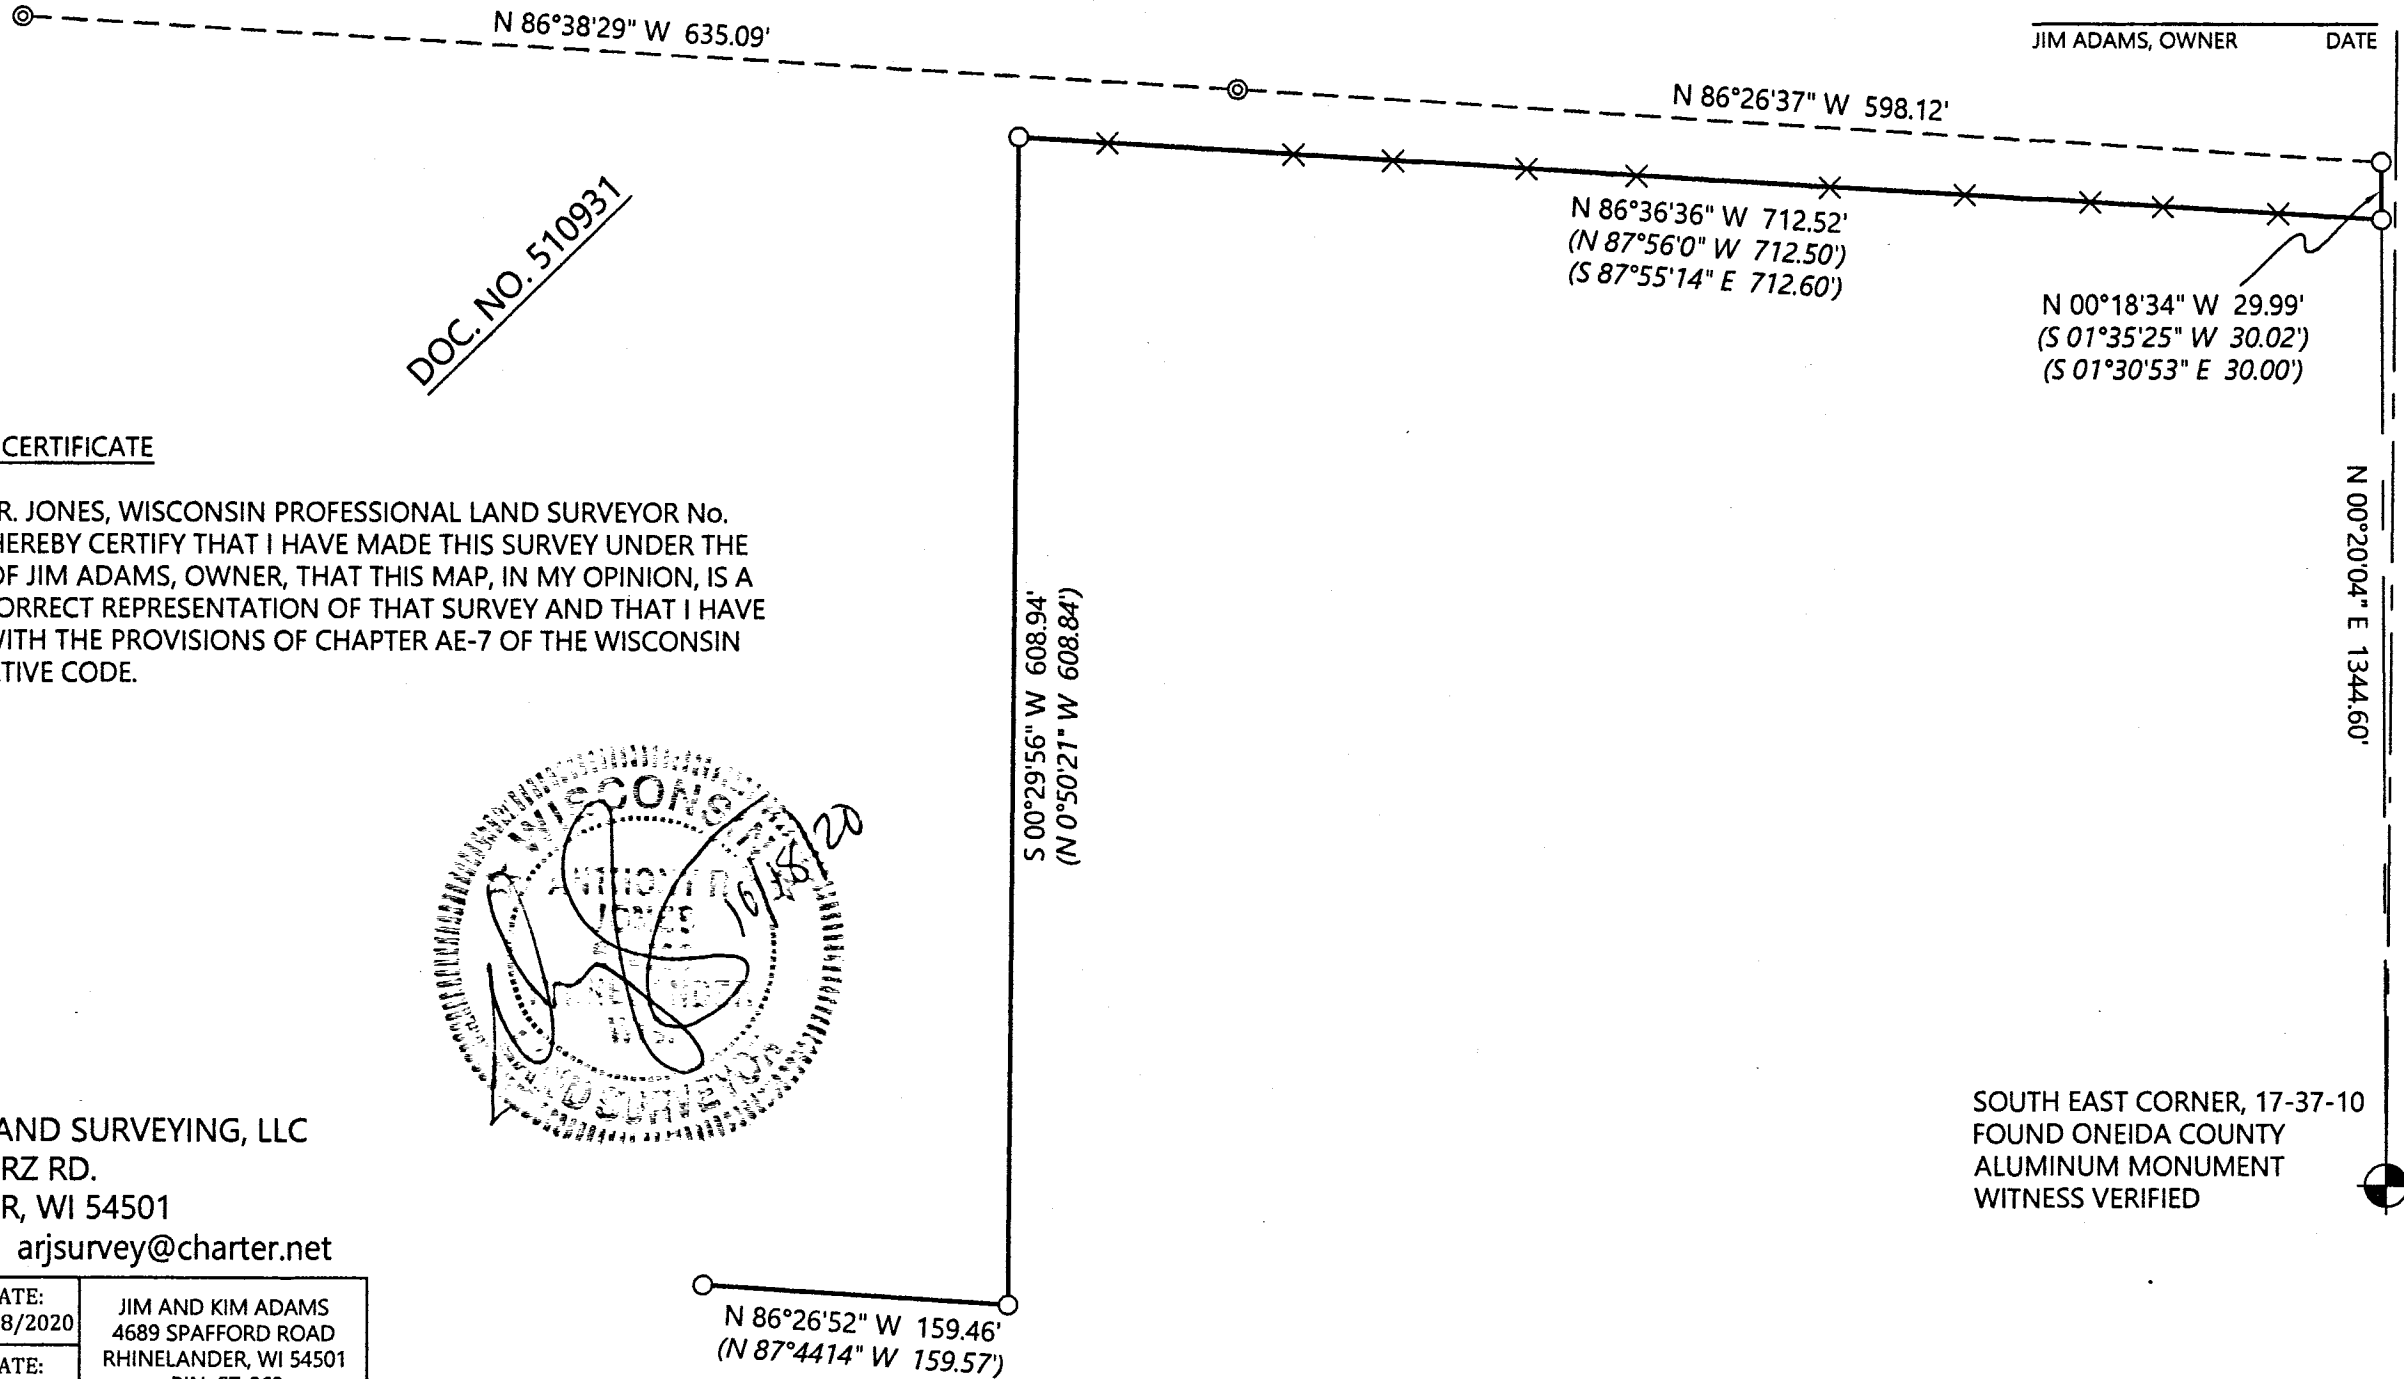 N 86°38'29" W 635.09'
JIM ADAMS, OWNER DATE
N 86°26'37" W 598.12'
DOC. NO. 510931
N 86°36'36" W 712.52'
(N 87°56'0" W 712.50')
(S 87°55'14" E 712.60')
N 00°18'34" W 29.99'
(S 01°35'25" W 30.02')
(S 01°30'53" E 30.00')
CERTIFICATE
R. JONES, WISCONSIN PROFESSIONAL LAND SURVEYOR No.
HEREBY CERTIFY THAT I HAVE MADE THIS SURVEY UNDER THE
OF JIM ADAMS, OWNER, THAT THIS MAP, IN MY OPINION, IS A
ORRECT REPRESENTATION OF THAT SURVEY AND THAT I HAVE
WITH THE PROVISIONS OF CHAPTER AE-7 OF THE WISCONSIN
TIVE CODE.
N 00°20'04" E 1344.60'
S 00°29'56" W 608.94'
(N 0°50'21" W 608.84')
WISCONSIN
JONES
LAND SURVEYOR
AND SURVEYING, LLC
RZ RD.
R, WI 54501
arjsurvey@charter.net
SOUTH EAST CORNER, 17-37-10
FOUND ONEIDA COUNTY
ALUMINUM MONUMENT
WITNESS VERIFIED
ATE:
8/2020
ATE:
JIM AND KIM ADAMS
4689 SPAFFORD ROAD
RHINELANDER, WI 54501
N 86°26'52" W 159.46'
(N 87°4414" W 159.57')